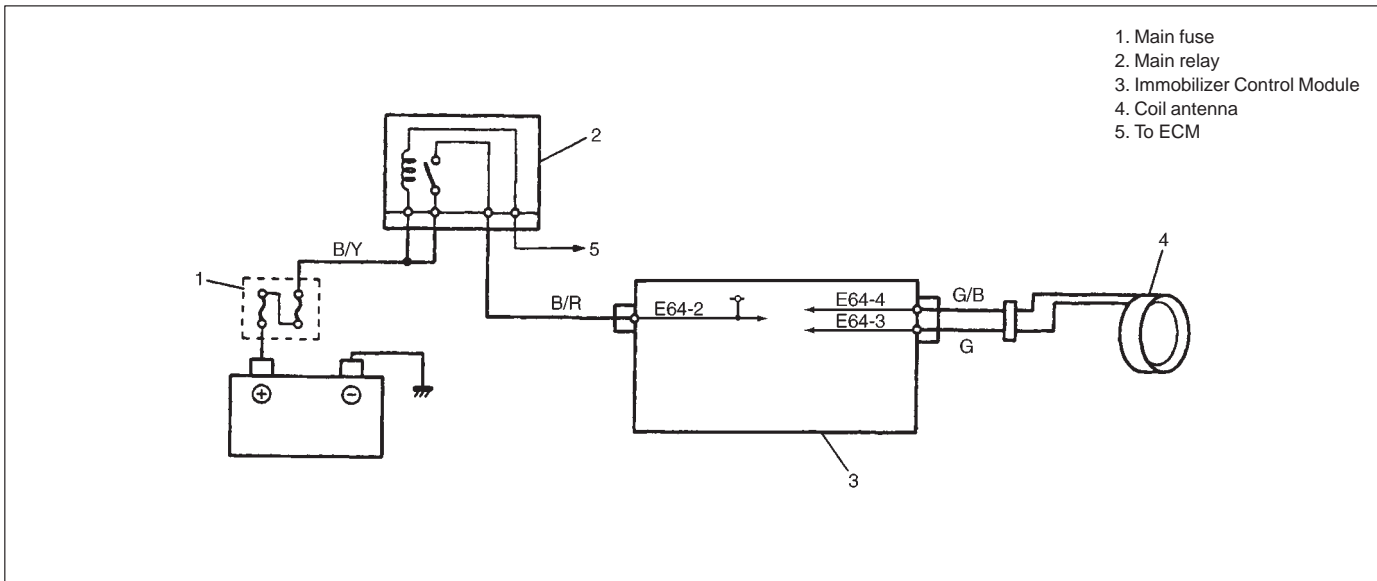 1. Main fuse
2. Main relay
3. Immobilizer Control Module
4. Coil antenna
5. To ECM
2
B/Y
5
1
4
B/R
E64-2
E64-4
G/B
E64-3
G
+
−
3